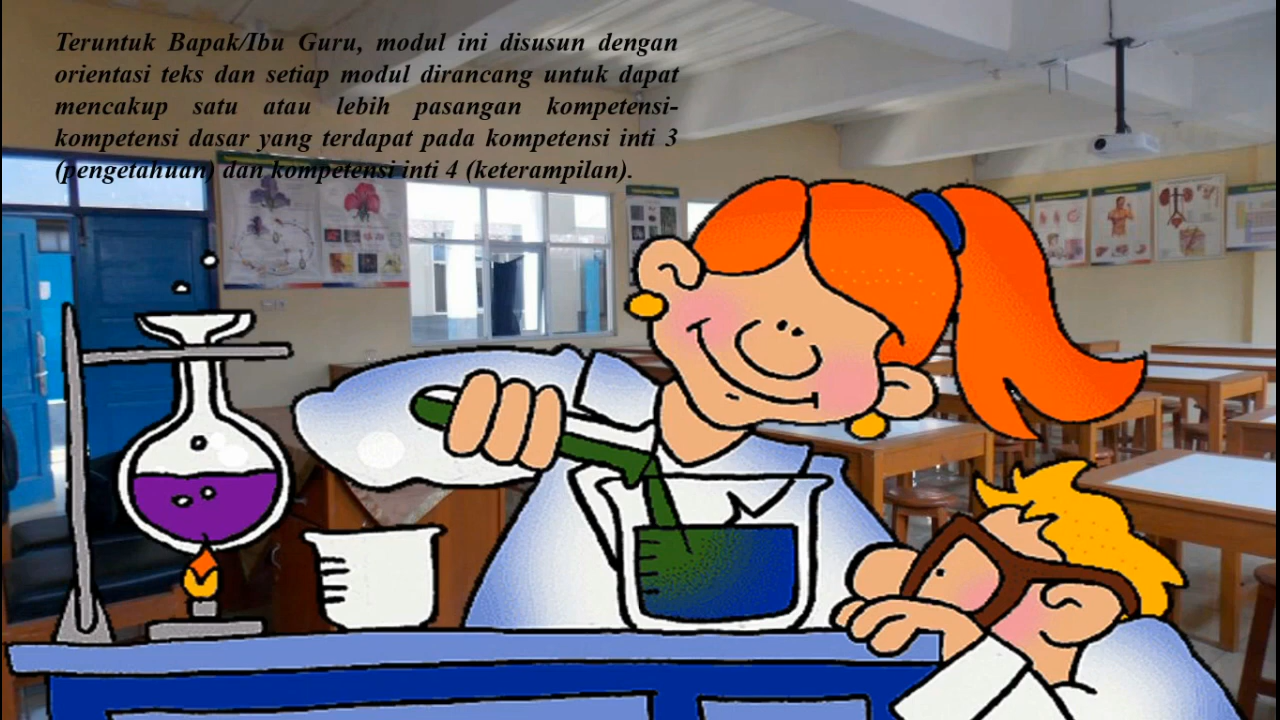 Teruntuk Bapak/Ibu Guru, modul ini disusun dengan
orientasi teks dan setiap modul dirancang untuk dapat
mencakup satu atau lebih pasangan kompetensi-
kompetensi dasar yang terdapat pada kompetensi inti 3
(pengetahuan) dan kompetensi inti 4 (keterampilan).